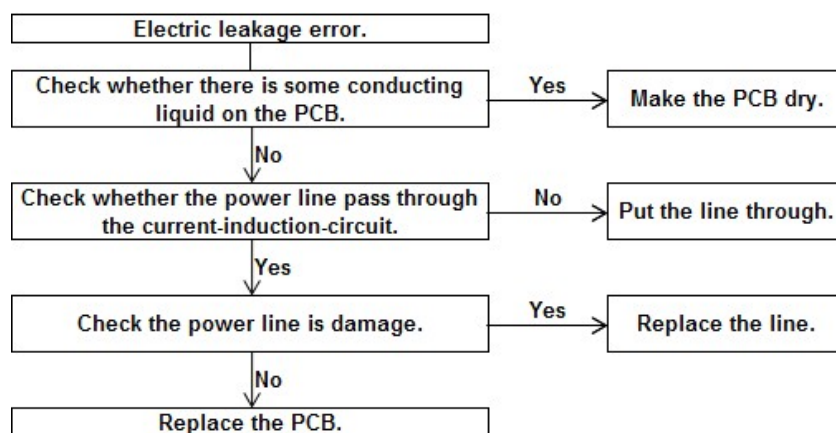 Electric leakage error.
Check whether there is some conducting
liquid on the PCB.
Yes
Make the PCB dry.
No
Check whether the power line pass through
the current-induction-circuit.
No
Put the line through.
Yes
Check the power line is damage.
Yes
Replace the line.
No
Replace the PCB.